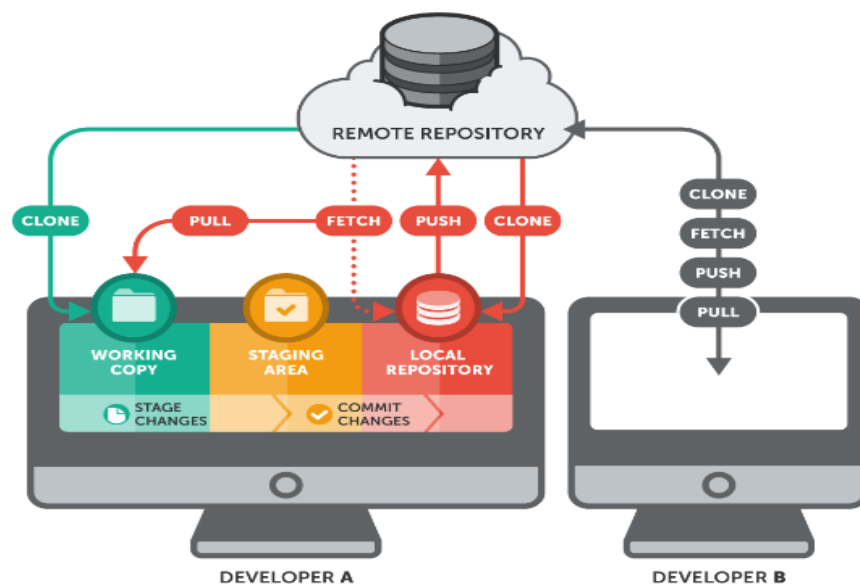 REMOTE REPOSITORY
CLONE
PULL
FETCH
PUSH
CLONE
CLONE
FETCH
PUSH
PULL
WORKING
COPY
STAGING
AREA
LOCAL
REPOSITORY
STAGE
CHANGES
COMMIT
CHANGES
DEVELOPER A
DEVELOPER B